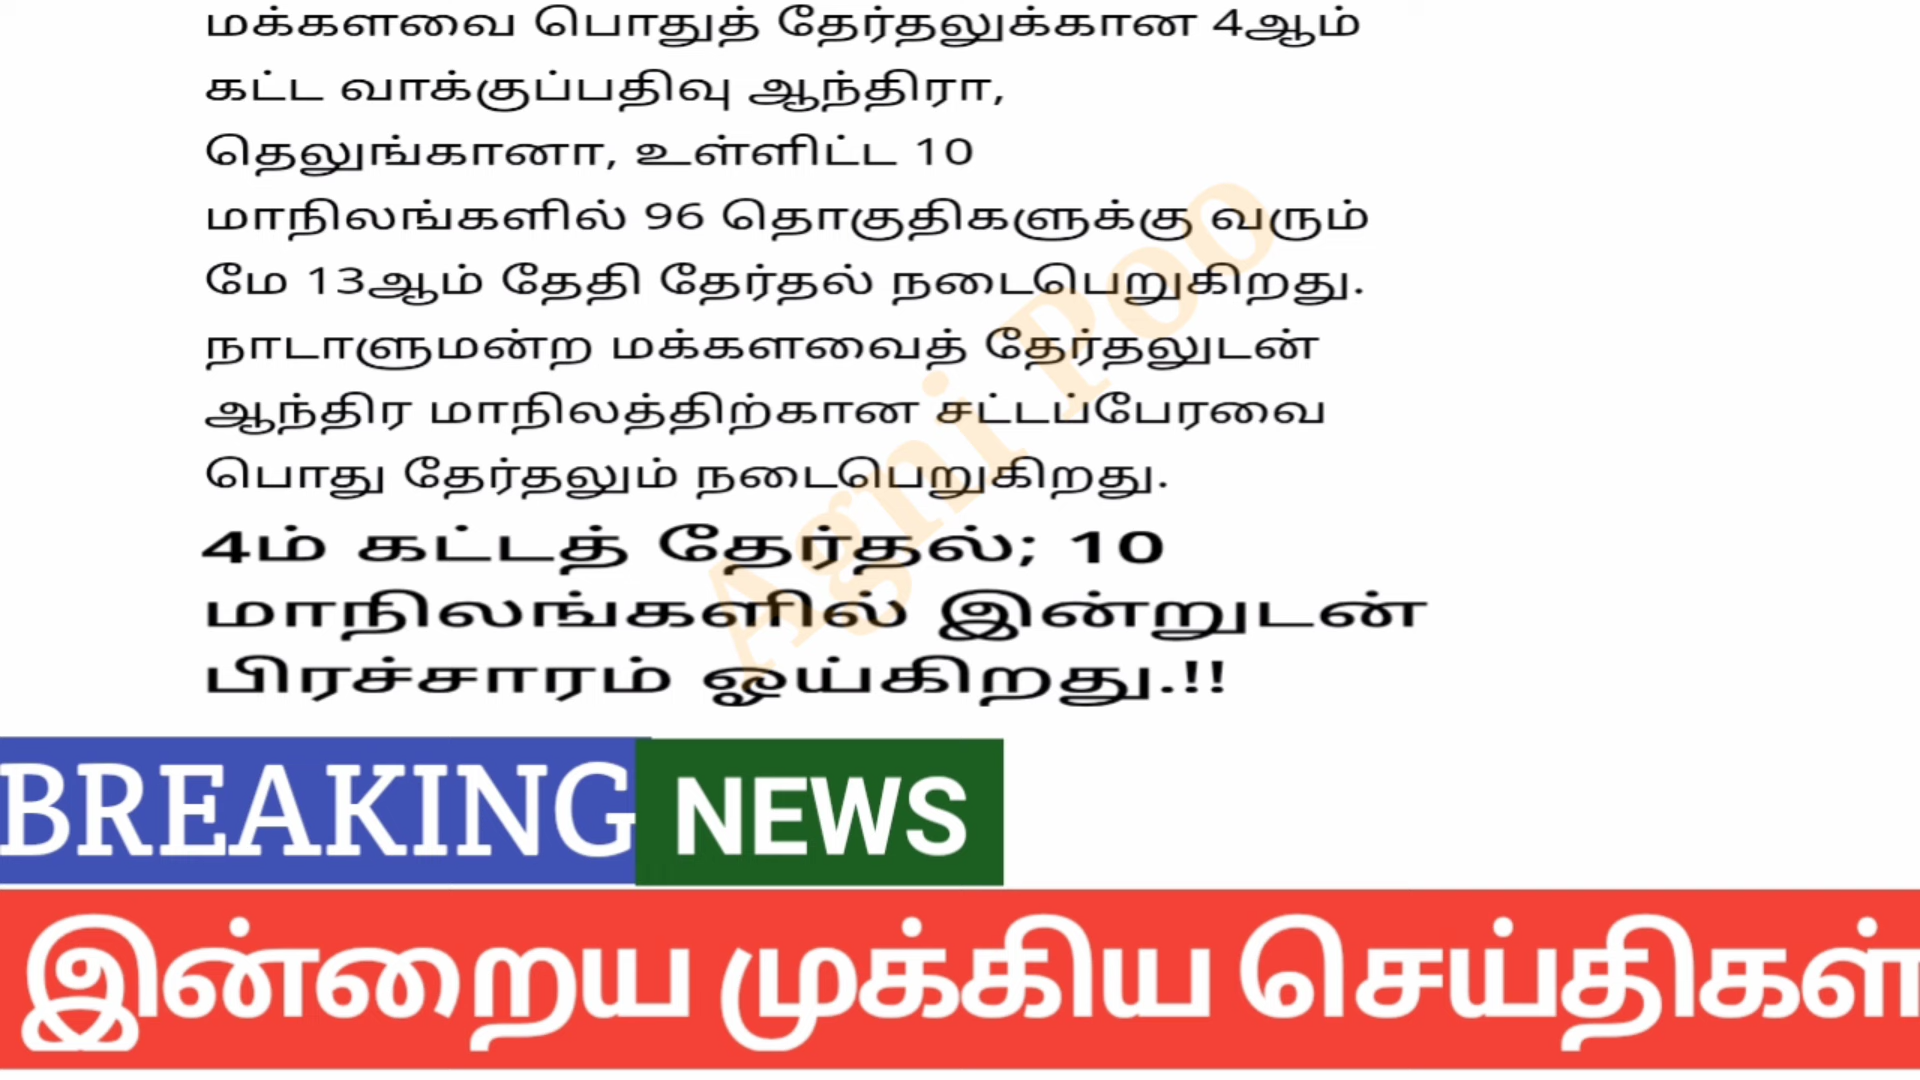 மக்களவை பொதுத் தேர்தலுக்கான 4ஆம்
கட்ட வாக்குப்பதிவு ஆந்திரா,
தெலுங்கானா, உள்ளிட்ட 10
மாநிலங்களில் 96 தொகுதிகளுக்கு வரும்
மே 13ஆம் தேதி தேர்தல் நடைபெறுகிறது.
நாடாளுமன்ற மக்களவைத் தேர்தலுடன்
ஆந்திர மாநிலத்திற்கான சட்டப்பேரவை
பொது தேர்தலும் நடைபெறுகிறது.
4ம் கட்டத் தேர்தல்; 10
மாநிலங்களில் இன்றுடன்
பிரச்சாரம் ஓய்கிறது.!!
Agni Poo
BREAKING NEWS
இன்றைய முக்கிய செய்திகள்